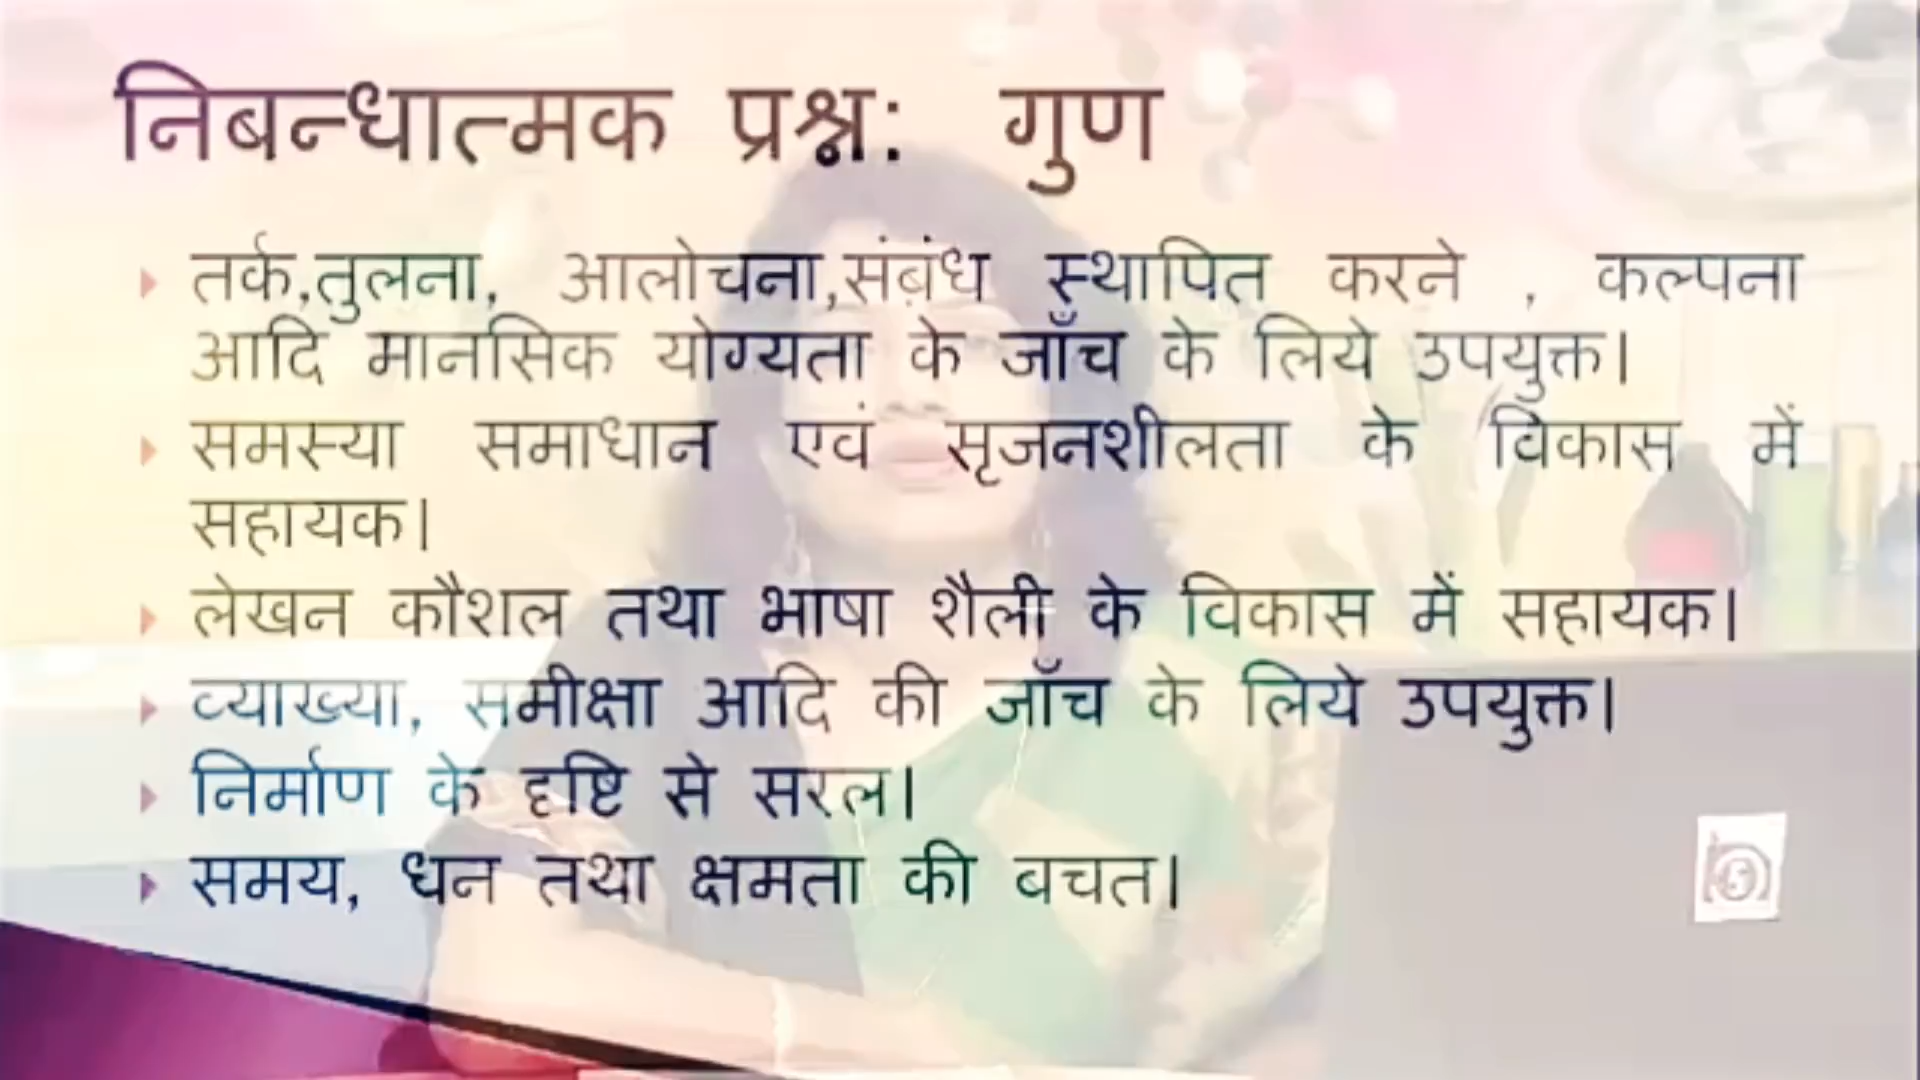 निबन्धात्मक प्रश्न: गुण
तर्क,तुलना, आलोचना,संबंध स्थापित करने , कल्पना
आदि मानसिक योग्यता के जाँच के लिये उपयुक्त।
समस्या समाधान एवं सृजनशीलता के विकास में
सहायक।
लेखन कौशल तथा भाषा शैली के विकास में सहायक।
व्याख्या, समीक्षा आदि की जाँच के लिये उपयुक्त।
निर्माण के दृष्टि से सरल।
समय, धन तथा क्षमता की बचत।